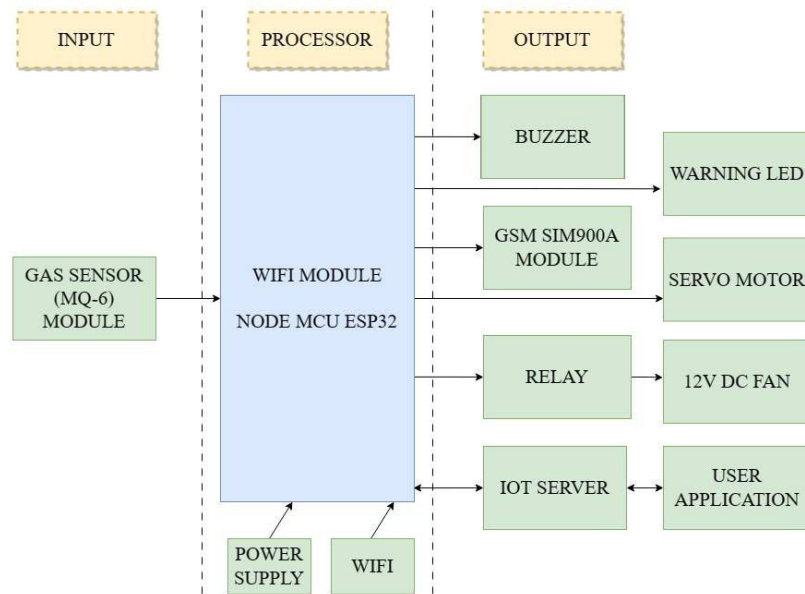 INPUT
PROCESSOR
OUTPUT
BUZZER
WARNING LED
GSM SIM900A
MODULE
GAS SENSOR
(MQ-6)
MODULE
WIFI MODULE
NODE MCU ESP32
SERVO MOTOR
RELAY
12V DC FAN
IOT SERVER
USER
APPLICATION
POWER
SUPPLY
WIFI